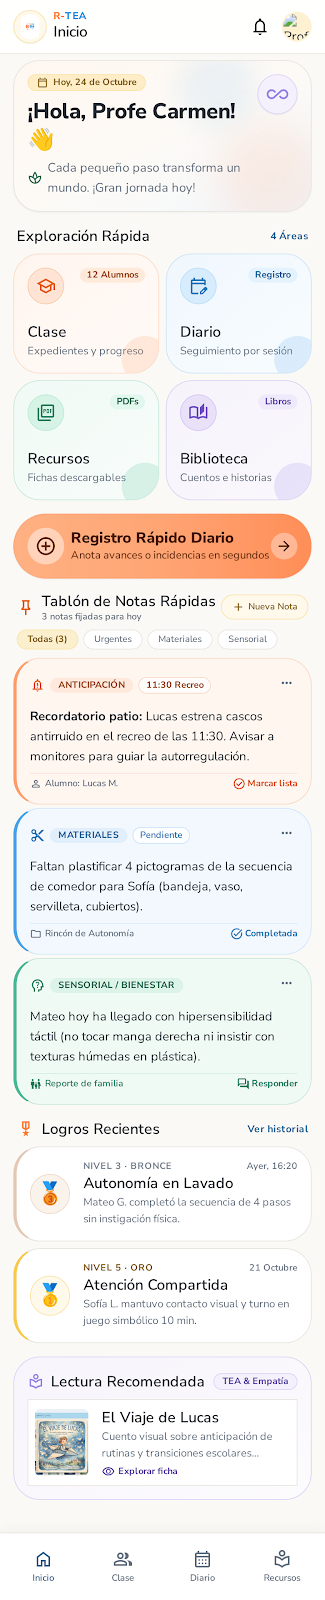 R-TEA
Inicio
Hoy, 24 de Octubre
¡Hola, Profe Carmen!
👋
Cada pequeño paso transforma un
mundo. ¡Gran jornada hoy!
Exploración Rápida
4 Áreas
12 Alumnos
Clase
Expedientes y progreso
Registro
Diario
Seguimiento por sesión
PDFs
PDF
Recursos
Fichas descargables
Libros
Biblioteca
Cuentos e historias
Registro Rápido Diario
Anota avances o incidencias en segundos
Tablón de Notas Rápidas
3 notas fijadas para hoy
Nueva Nota
Todas (3)
Urgentes
Materiales
Sensorial
ANTICIPACIÓN
11:30 Recreo
Recordatorio patio: Lucas estrena cascos
antirruido en el recreo de las 11:30. Avisar a
monitores para guiar la autorregulación.
Alumno: Lucas M.
Marcar lista
MATERIALES
Pendiente
Faltan plastificar 4 pictogramas de la secuencia
de comedor para Sofía (bandeja, vaso,
servilleta, cubiertos).
Rincón de Autonomía
Completada
SENSORIAL / BIENESTAR
Mateo hoy ha llegado con hipersensibilidad
táctil (no tocar manga derecha ni insistir con
texturas húmedas en plástica).
Reporte de familia
Responder
Logros Recientes
Ver historial
NIVEL 3 · BRONCE
Ayer, 16:20
Autonomía en Lavado
Mateo G. completó la secuencia de 4 pasos
sin instigación física.
NIVEL 5 · ORO
21 Octubre
Atención Compartida
Sofía L. mantuvo contacto visual y turno en
juego simbólico 10 min.
Lectura Recomendada
TEA & Empatía
EL VIAJE DE LUCAS
El Viaje de Lucas
Cuento visual sobre anticipación de
rutinas y transiciones escolares...
Explorar ficha
Inicio
Clase
Diario
Recursos